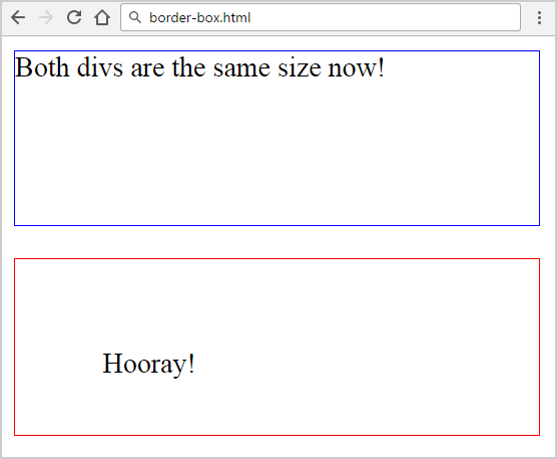 border-box.html
Both divs are the same size now!
Hooray!